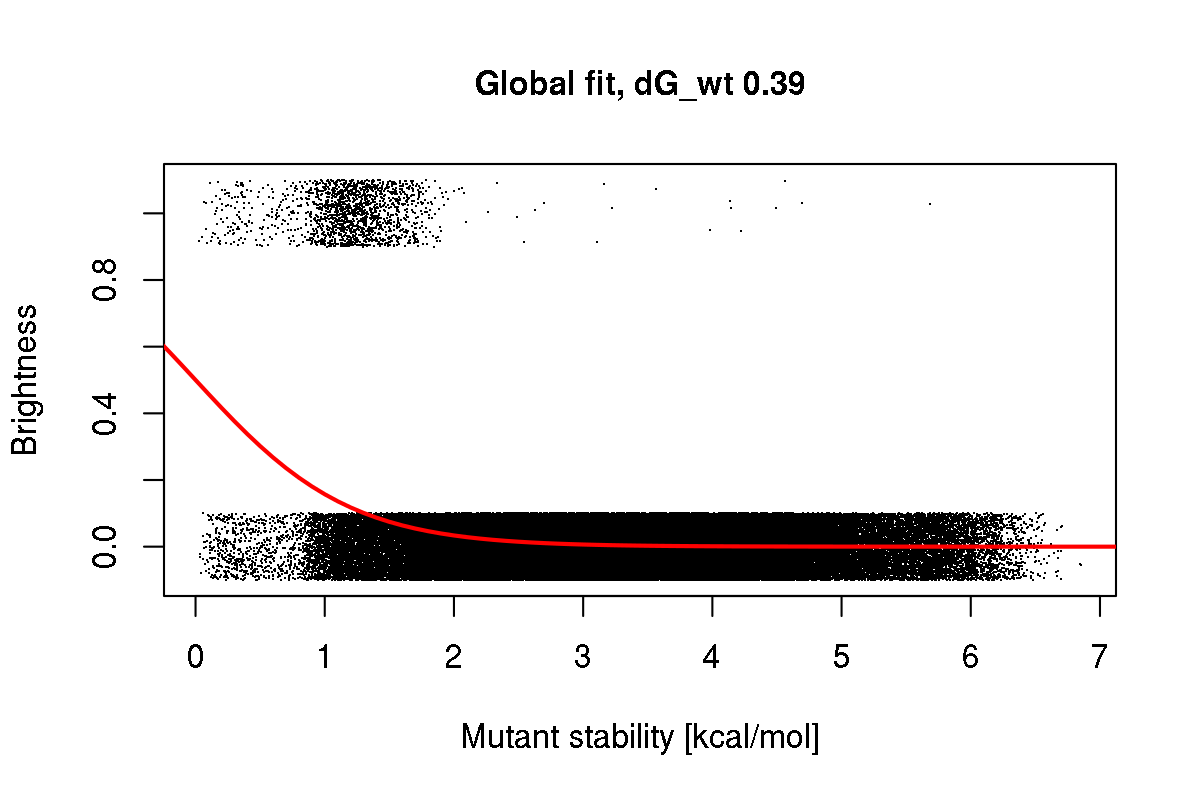 Global fit, dG_wt 0.39
Brightness
0.8
0.4
0.0
0 1 2 3 4 5 6 7
Mutant stability [kcal/mol]